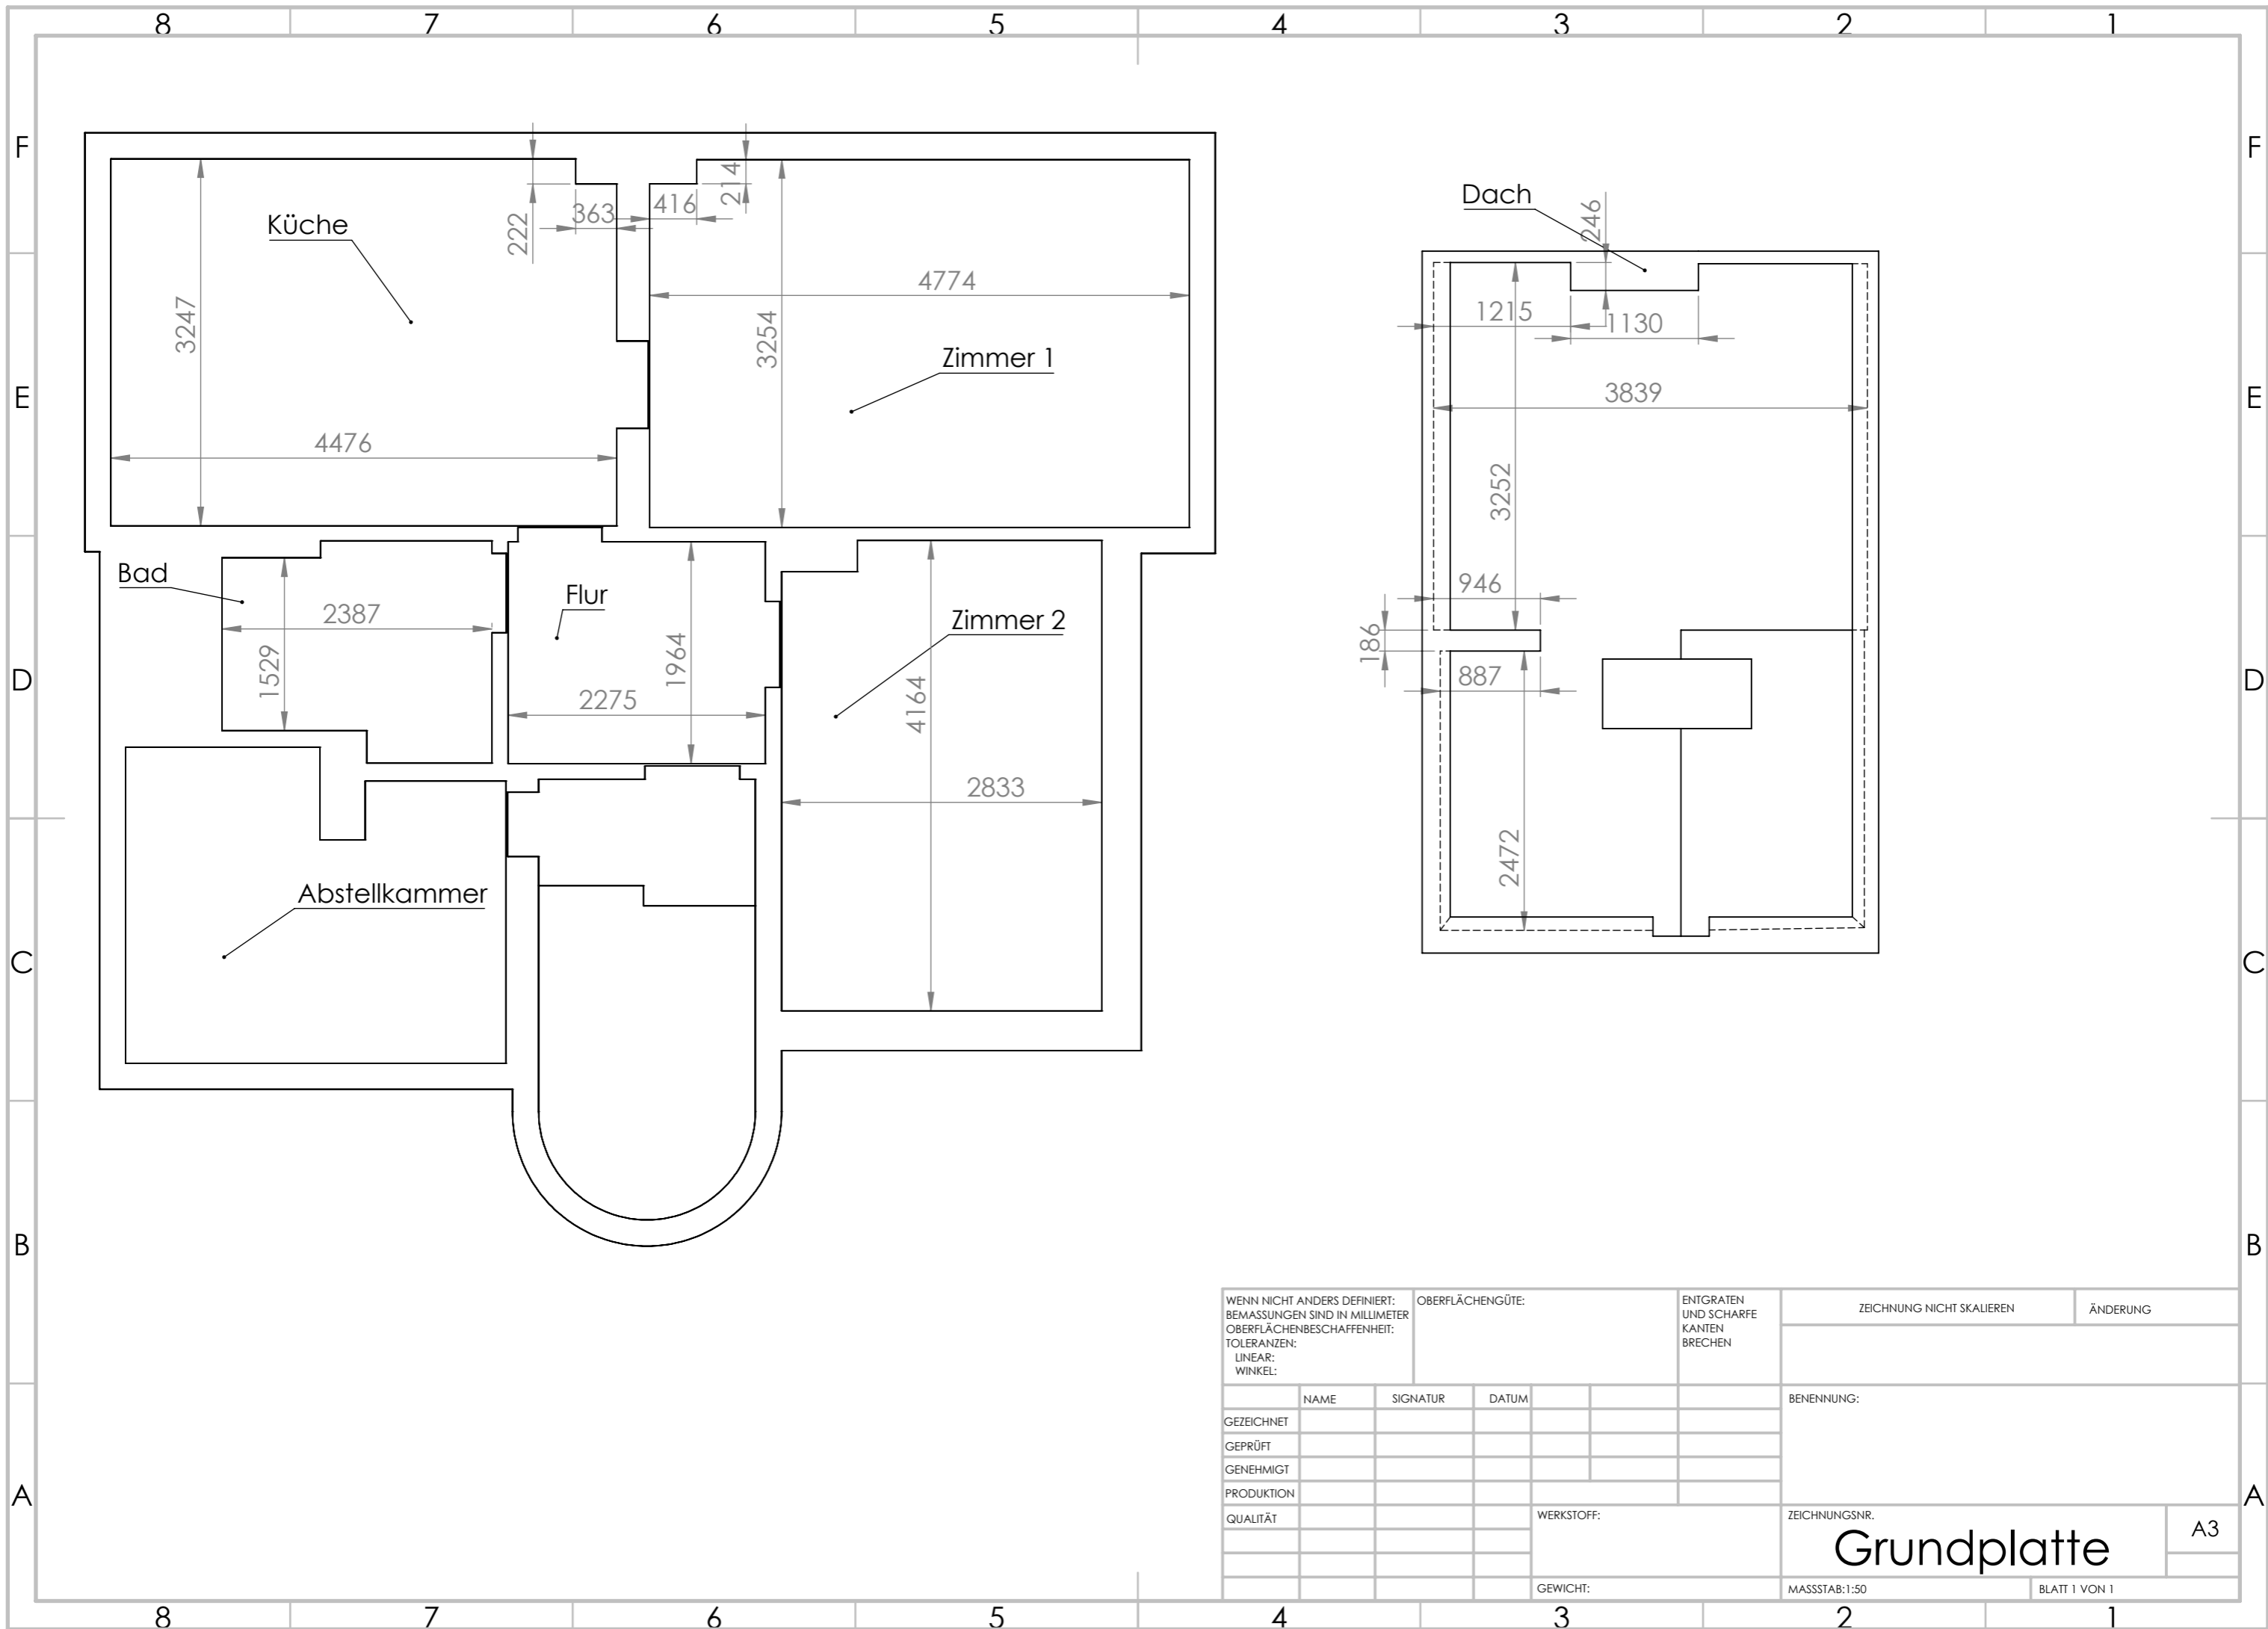 8 7 6 5 4 3 2 1
F F
E E
D D
C C
B B
A A
Küche
222
363
416
214
3247
4476
4774
3254
Zimmer 1
Bad
2387
1529
Flur
1964
2275
Zimmer 2
4164
2833
Abstellkammer
Dach
246
1215
1130
3839
3252
946
186
887
2472
WENN NICHT ANDERS DEFINIERT:
BEMASSUNGEN SIND IN MILLIMETER
OBERFLÄCHENBESCHAFFENHEIT:
TOLERANZEN:
LINEAR:
WINKEL:
OBERFLÄCHENGÜTE:
ENTGRATEN
UND SCHARFE
KANTEN
BRECHEN
ZEICHNUNG NICHT SKALIEREN
ÄNDERUNG
NAME SIGNATUR DATUM
GEZEICHNET
GEPRÜFT
GENEHMIGT
PRODUKTION
QUALITÄT
BENENNUNG:
WERKSTOFF:
GEWICHT:
ZEICHNUNGSNR.
Grundplatte
A3
MASSSTAB:1:50
BLATT 1 VON 1
8 7 6 5 4 3 2 1